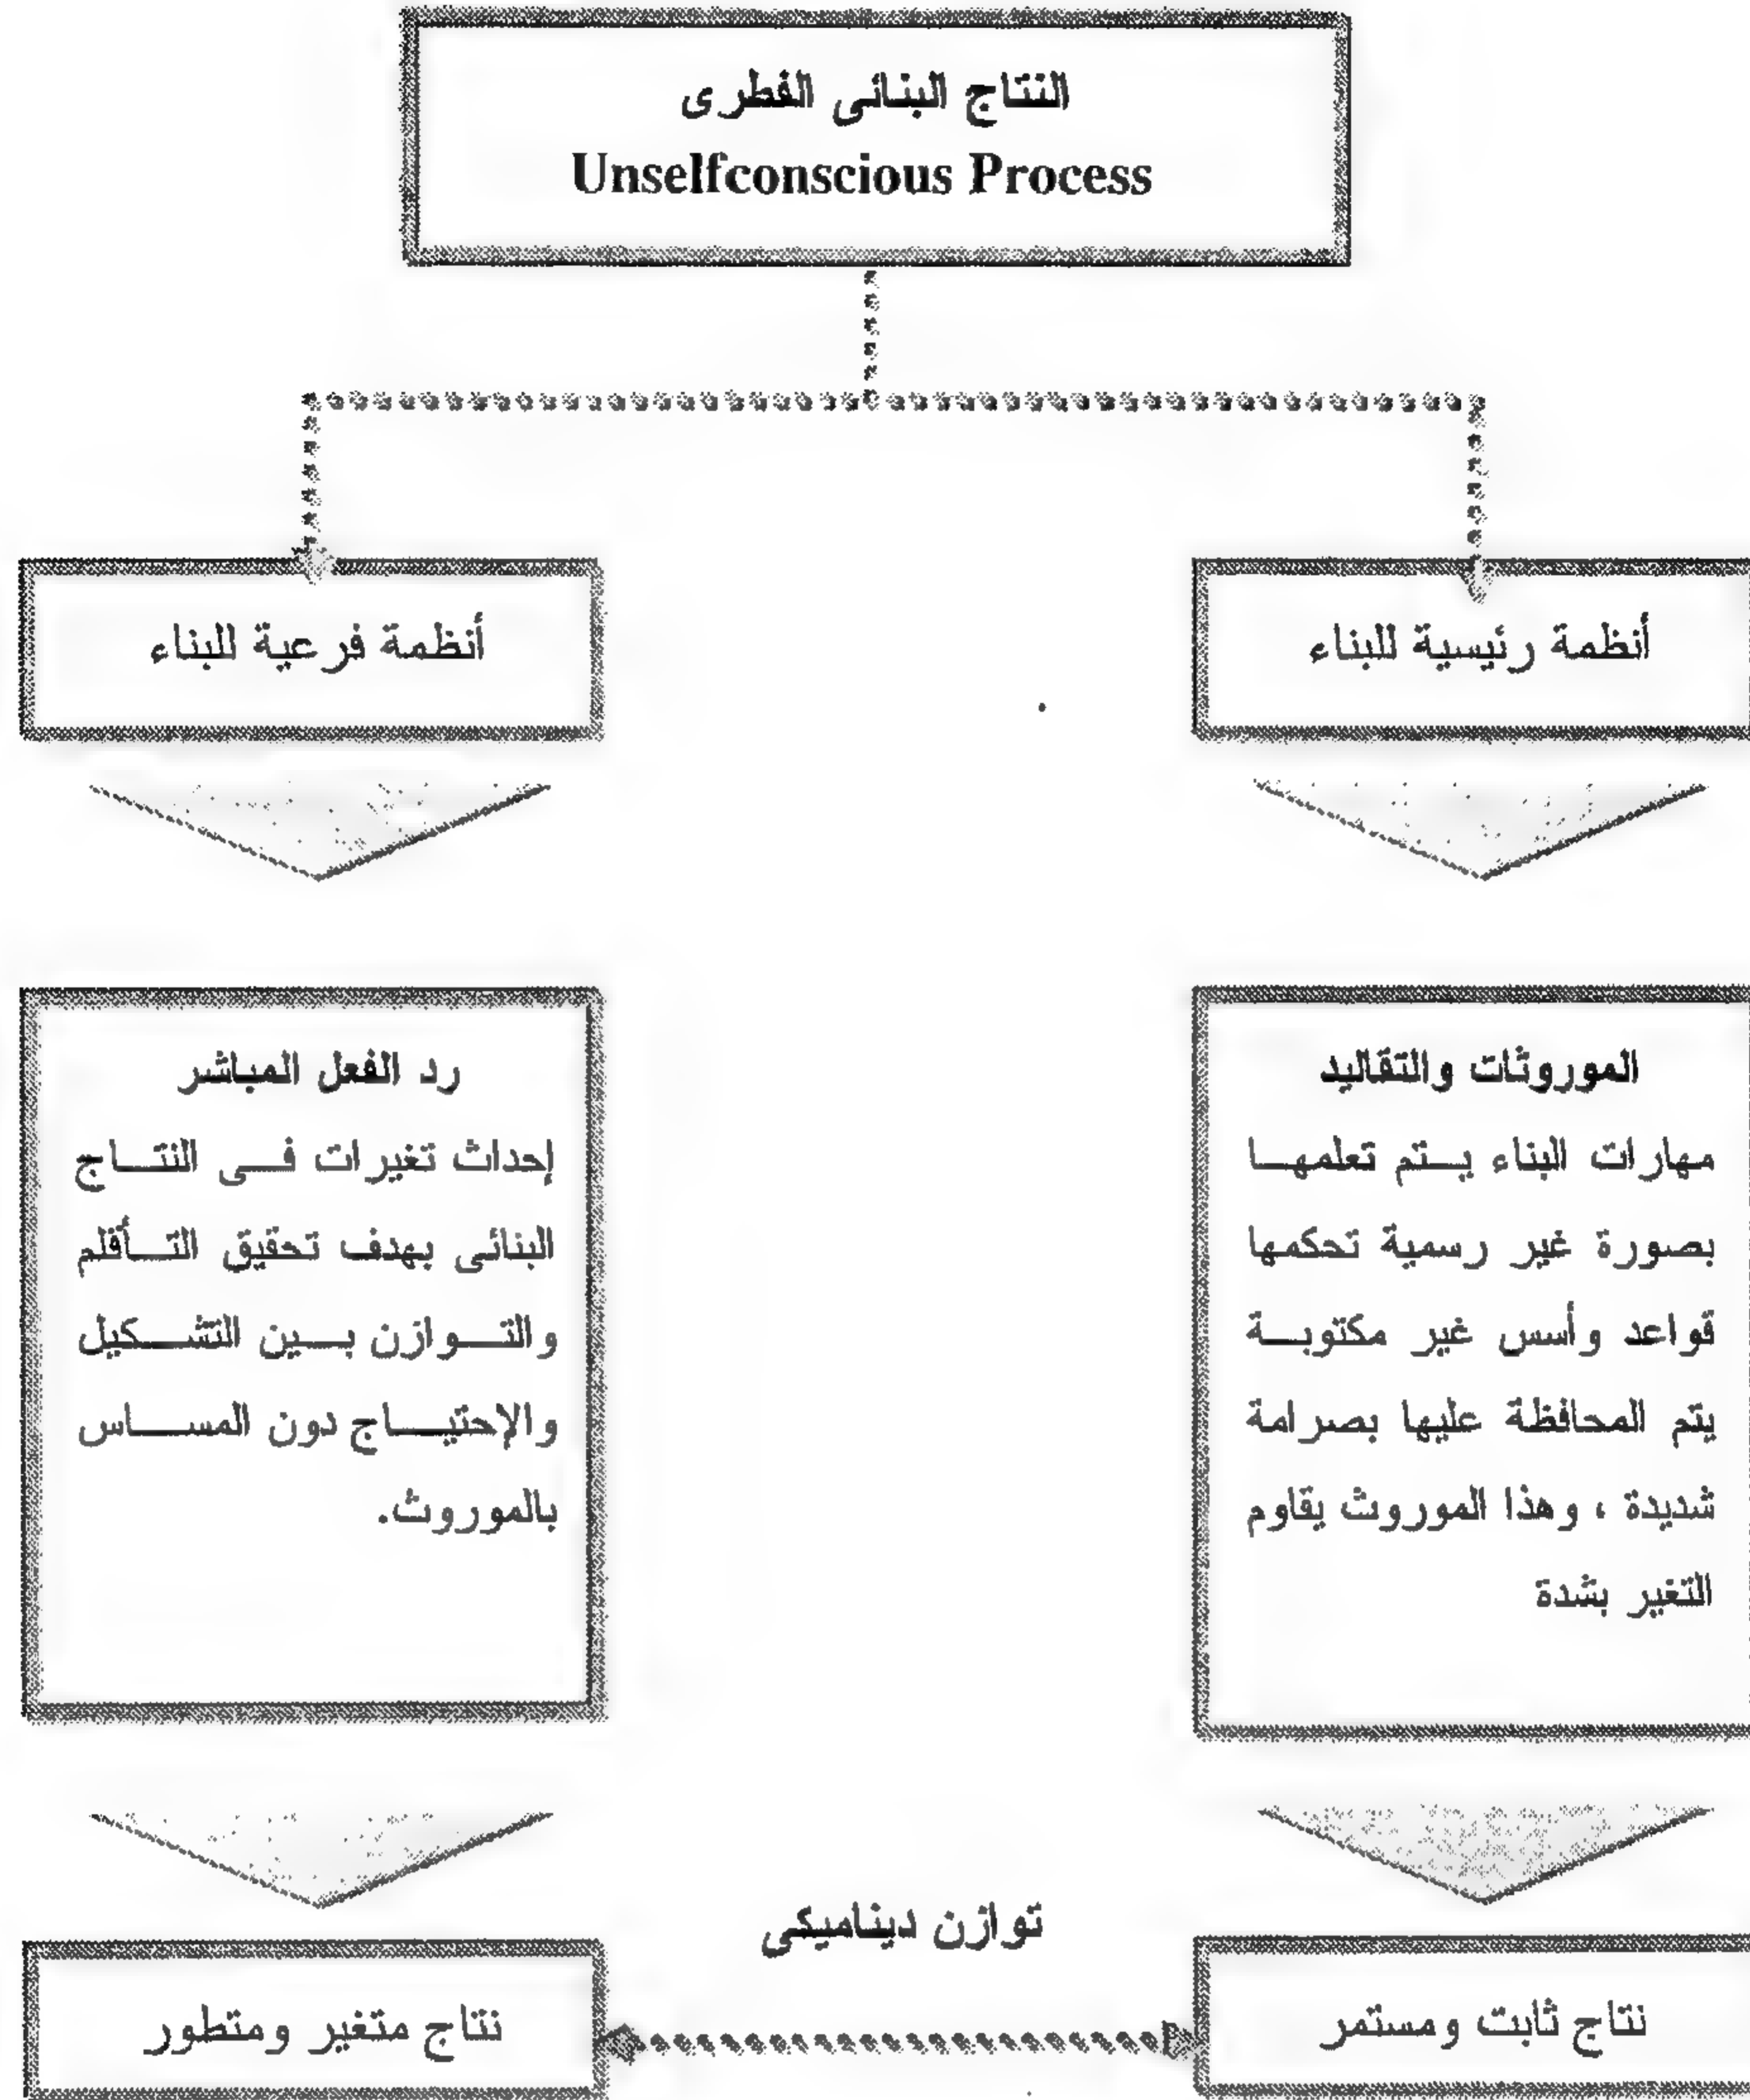 النتاج البنائى الفطرى
Unselfconscious Process
أنظمة رئيسية للبناء
أنظمة فرعية للبناء
الموروثات والتقاليد
مهارات البناء يتم تعلمها
بصورة غير رسمية تحكمها
قواعد وأسس غير مكتوبة
يتم المحافظة عليها بصرامة
شديدة ، وهذا الموروث يقاوم
التغير بشدة
رد الفعل المباشر
إحداث تغيرات فى النتاج
البنائى بهدف تحقيق التأقلم
والتوازن بين التشكيل
والإحتياج دون المساس
بالموروث.
توازن ديناميكى
نتاج ثابت ومستمر
نتاج متغير ومتطور